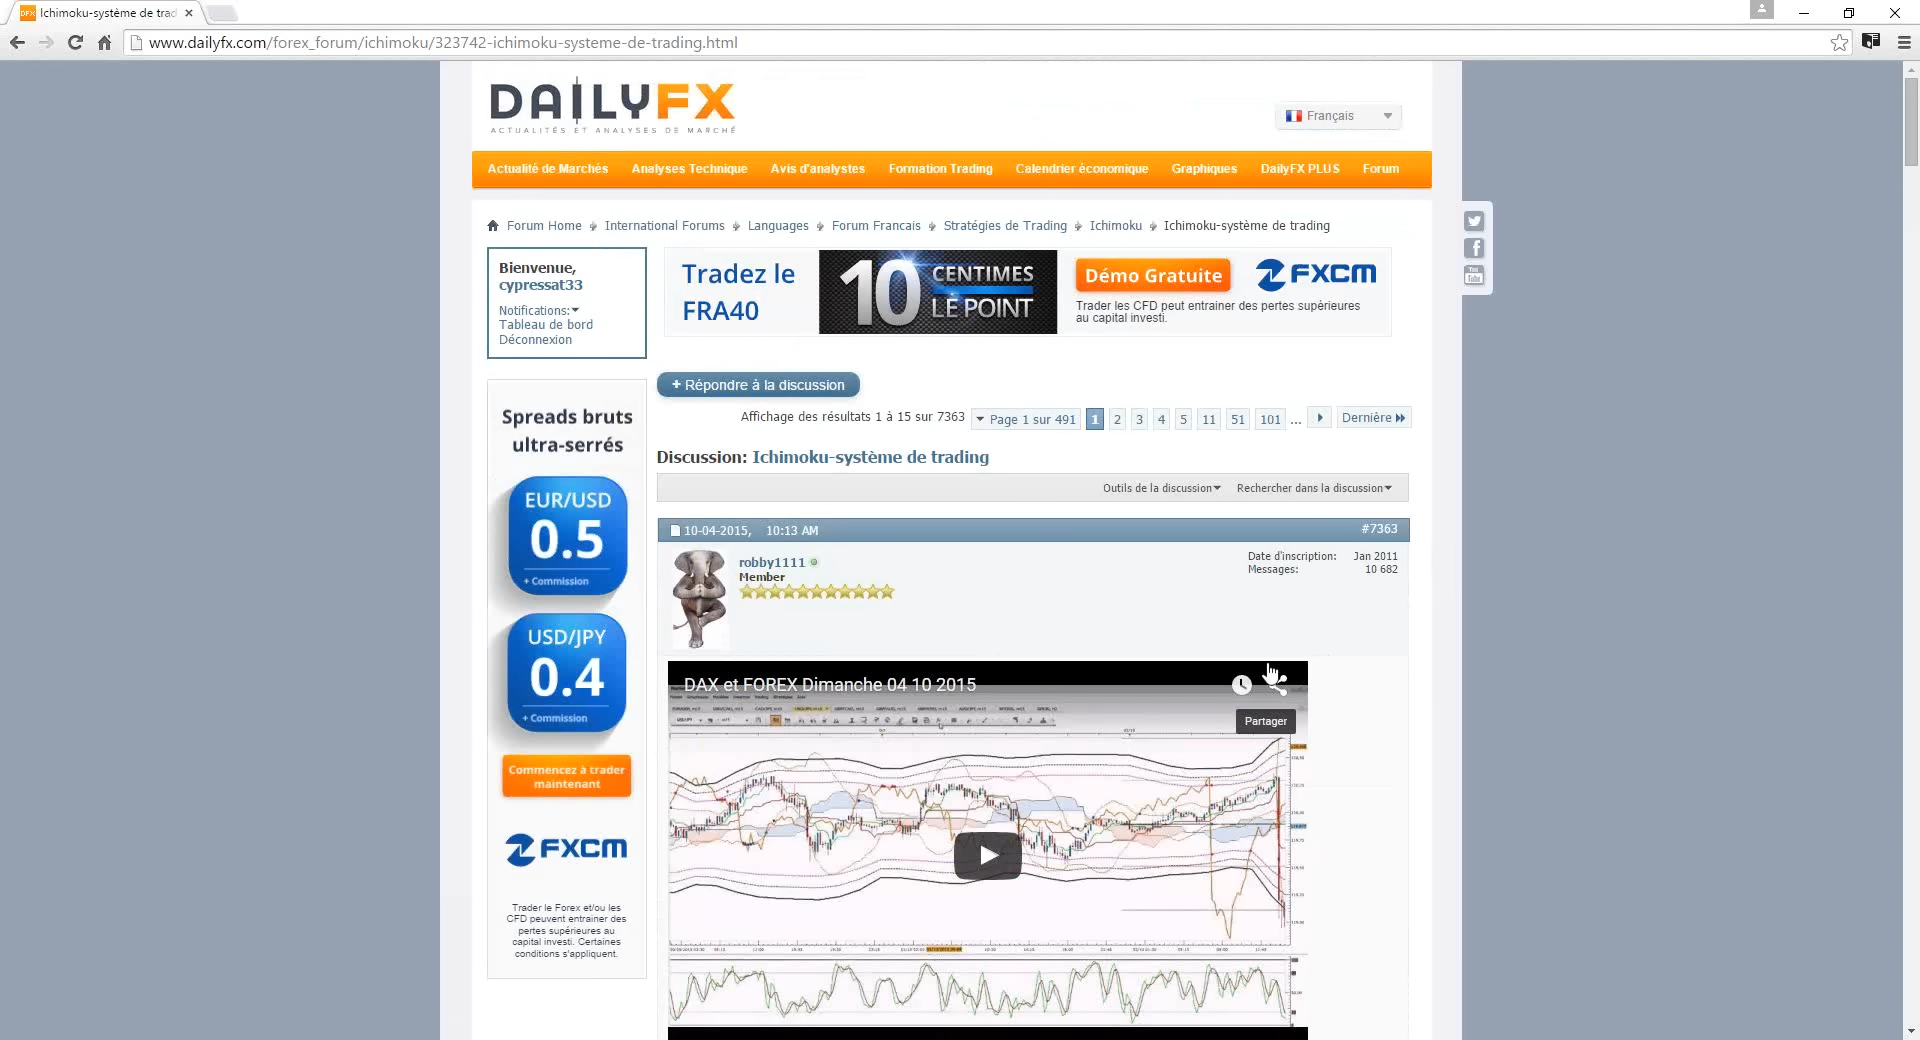 Ichimoku-système de trad
www.dailyfx.com/forex_forum/ichimoku/323742-ichimoku-systeme-de-trading.html
DAILYFX
ACTUALITÉS ET ANALYSES DE MARCHÉ
Français
Actualité de Marchés Analyses Technique Avis d'analystes Formation Trading Calendrier économique Graphiques DailyFX PLUS Forum
Forum Home International Forums Languages Forum Francais Stratégies de Trading Ichimoku Ichimoku-système de trading
Bienvenue,
cypressat33
Notifications:
Tableau de bord
Déconnexion
Tradez le
FRA40
10 CENTIMES
LE POINT
Démo Gratuite
FXCM
Trader les CFD peut entrainer des pertes supérieures
au capital investi.
You
Tube
+ Répondre à la discussion
Affichage des résultats 1 à 15 sur 7363 Page 1 sur 491 1 2 3 4 5 11 51 101 ... Dernière
Discussion: Ichimoku-système de trading
Outils de la discussion Rechercher dans la discussion
Spreads bruts
ultra-serrés
EUR/USD
0.5
+ Commission
USD/JPY
0.4
+ Commission
Commencez à trader
maintenant
FXCM
Trader le Forex et/ou les
CFD peuvent entrainer des
pertes supérieures au
capital investi. Certaines
conditions s'appliquent.
10-04-2015, 10:13 AM #7363
robby1111
Member
Date d'inscription: Jan 2011
Messages: 10 682
DAX et FOREX Dimanche 04 10 2015
Partager